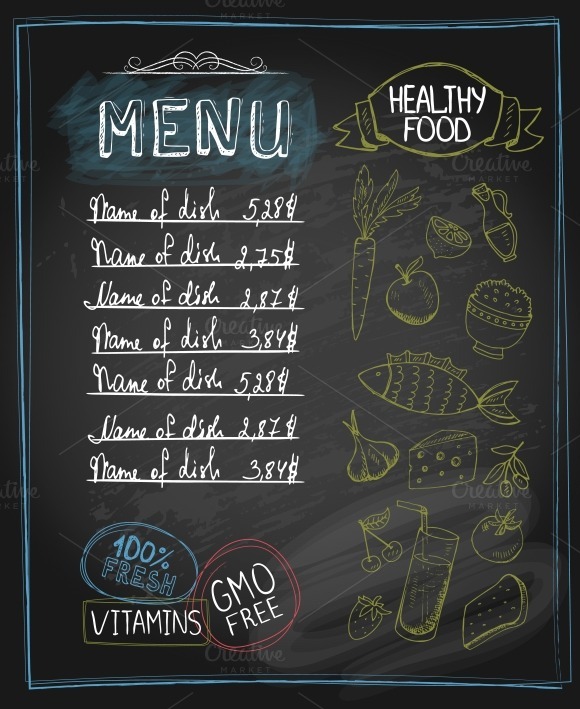 MENU
HEALTHY
FOOD
Name of dish 5,28$
Name of dish 2,75$
Name of dish 2,87$
Name of dish 3,84$
Name of dish 5,28$
Name of dish 2,87$
Name of dish 3,84$
100%
FRESH
GMO
FREE
VITAMINS
Creative
MARKET